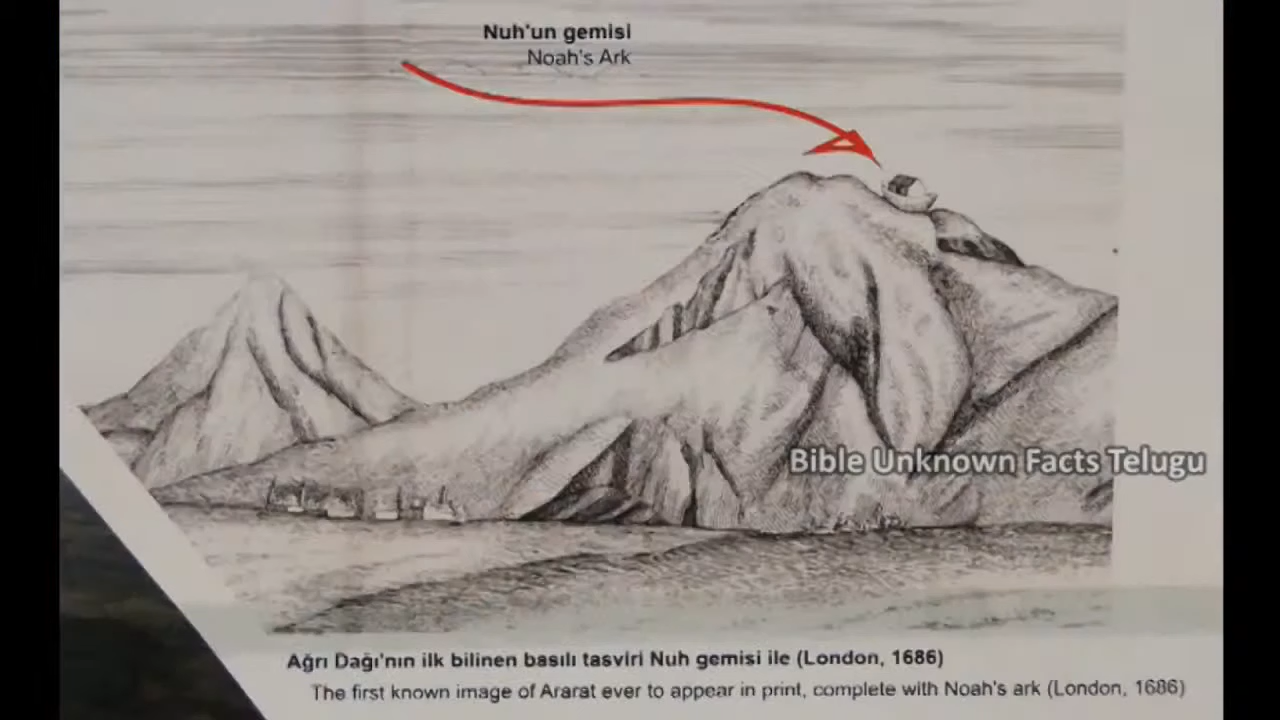 Nuh'un gemisi
Noah's Ark
Bible Unknown Facts Telugu
Ağrı Dağı'nın ilk bilinen basılı tasviri Nuh gemisi ile (London, 1686)
The first known image of Ararat ever to appear in print, complete with Noah's ark (London, 1686)